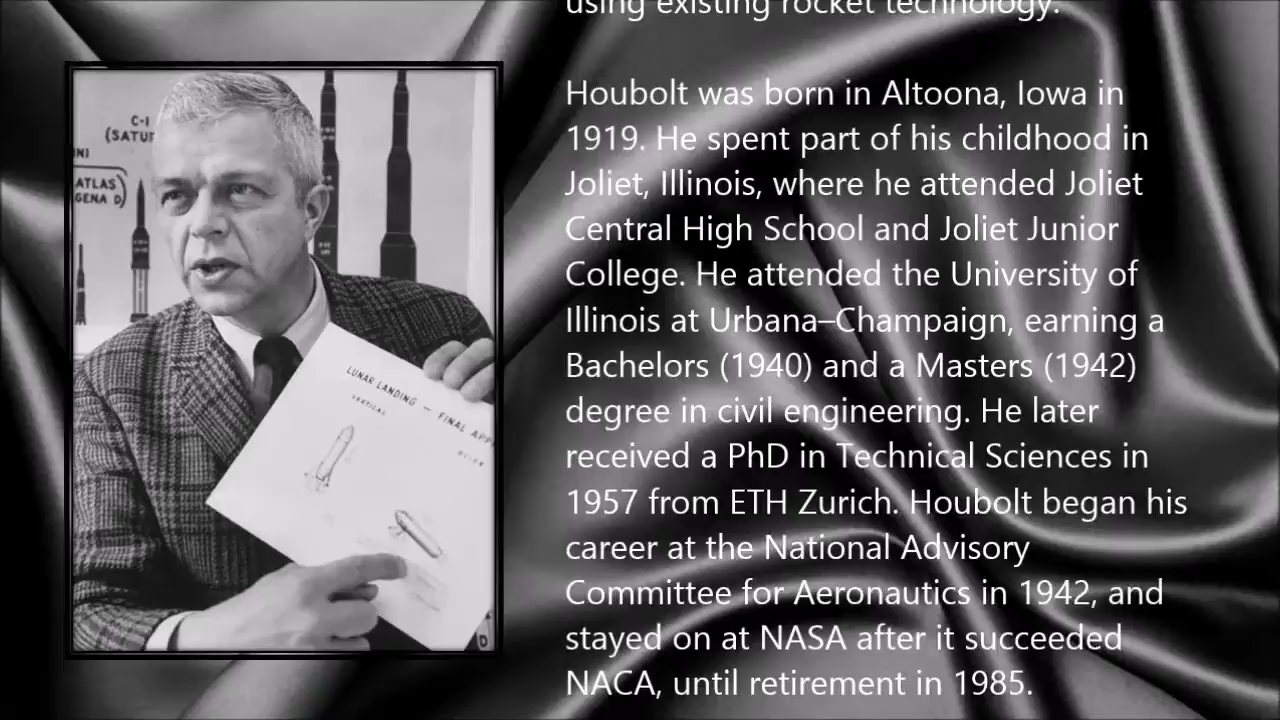 using existing rocket technology.
Houbolt was born in Altoona, Iowa in
1919. He spent part of his childhood in
Joliet, Illinois, where he attended Joliet
Central High School and Joliet Junior
College. He attended the University of
Illinois at Urbana–Champaign, earning a
Bachelors (1940) and a Masters (1942)
degree in civil engineering. He later
received a PhD in Technical Sciences in
1957 from ETH Zurich. Houbolt began his
career at the National Advisory
Committee for Aeronautics in 1942, and
stayed on at NASA after it succeeded
NACA, until retirement in 1985.
C-1
(SATUR
INI
ATLAS
GENA D)
LUNAR LANDING — FINAL APP
VERTICAL
D